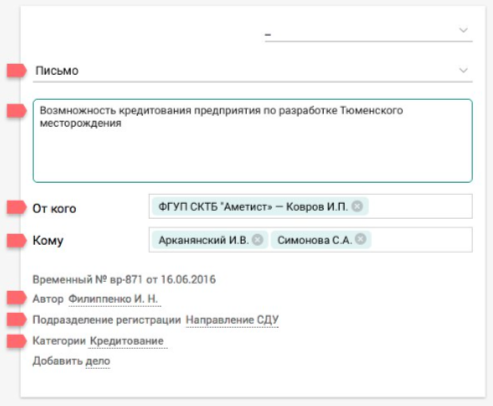 –
Письмо
Возмножность кредитования предприятия по разработке Тюменского
месторождения
От кого ФГУП СКТБ "Аметист» — Ковров И.П.
Кому Арканянский И.В. Симонова С.А.
Временный № вр-871 от 16.06.2016
Автор Филиппенко И. Н.
Подразделение регистрации Направление СДУ
Категории Кредитование
Добавить дело